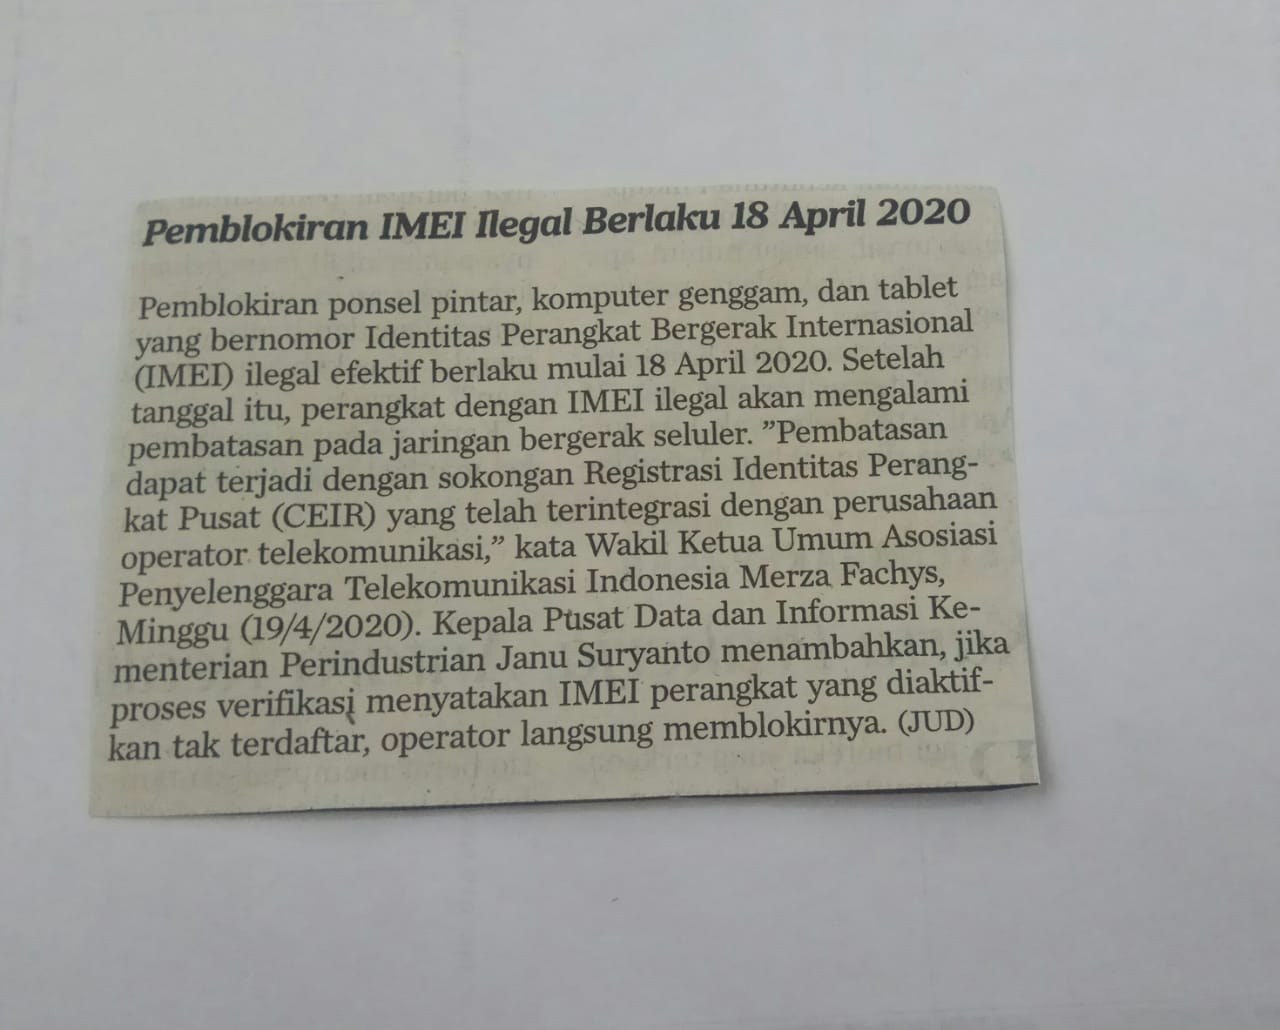 Pemblokiran IMEI Ilegal Berlaku 18 April 2020
Pemblokiran ponsel pintar, komputer genggam, dan tablet
yang bernomor Identitas Perangkat Bergerak Internasional
(IMEI) ilegal efektif berlaku mulai 18 April 2020. Setelah
tanggal itu, perangkat dengan IMEI ilegal akan mengalami
pembatasan pada jaringan bergerak seluler. ”Pembatasan
dapat terjadi dengan sokongan Registrasi Identitas Perang-
kat Pusat (CEIR) yang telah terintegrasi dengan perusahaan
operator telekomunikasi,” kata Wakil Ketua Umum Asosiasi
Penyelenggara Telekomunikasi Indonesia Merza Fachys,
Minggu (19/4/2020). Kepala Pusat Data dan Informasi Ke-
menterian Perindustrian Janu Suryanto menambahkan, jika
proses verifikasi menyatakan IMEI perangkat yang diaktif-
kan tak terdaftar, operator langsung memblokirnya. (JUD)